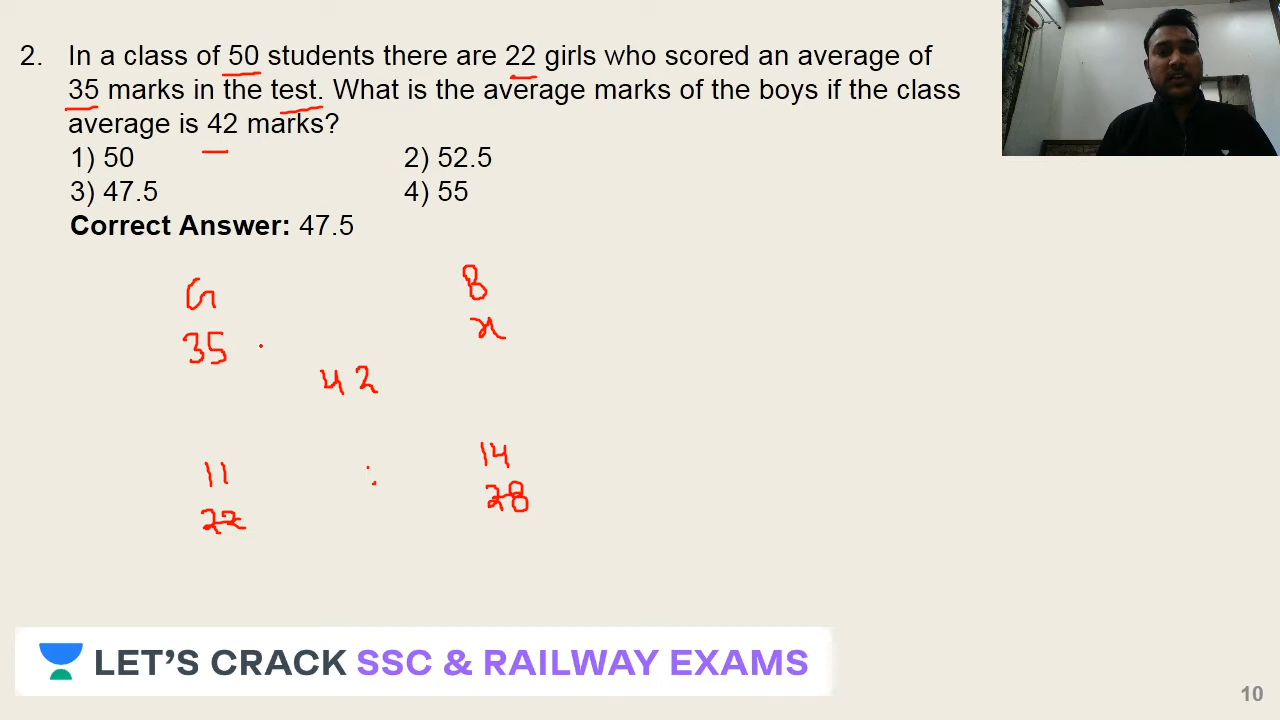 2. In a class of 50 students there are 22 girls who scored an average of
35 marks in the test. What is the average marks of the boys if the class
average is 42 marks?
1) 50 2) 52.5
3) 47.5 4) 55
Correct Answer: 47.5
G B
35 x
42
11 : 14
22 28
LET'S CRACK SSC & RAILWAY EXAMS
10